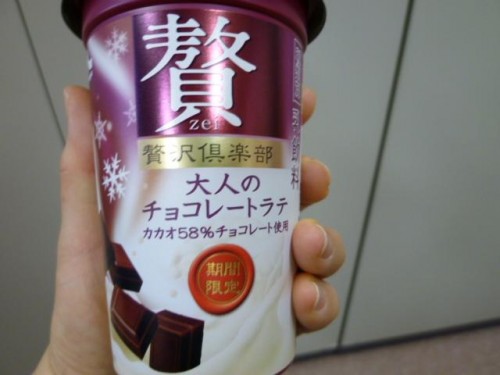 贅
zei
贅沢倶楽部
大人の
チョコレートラテ
カカオ58%チョコレート使用
期間
限定